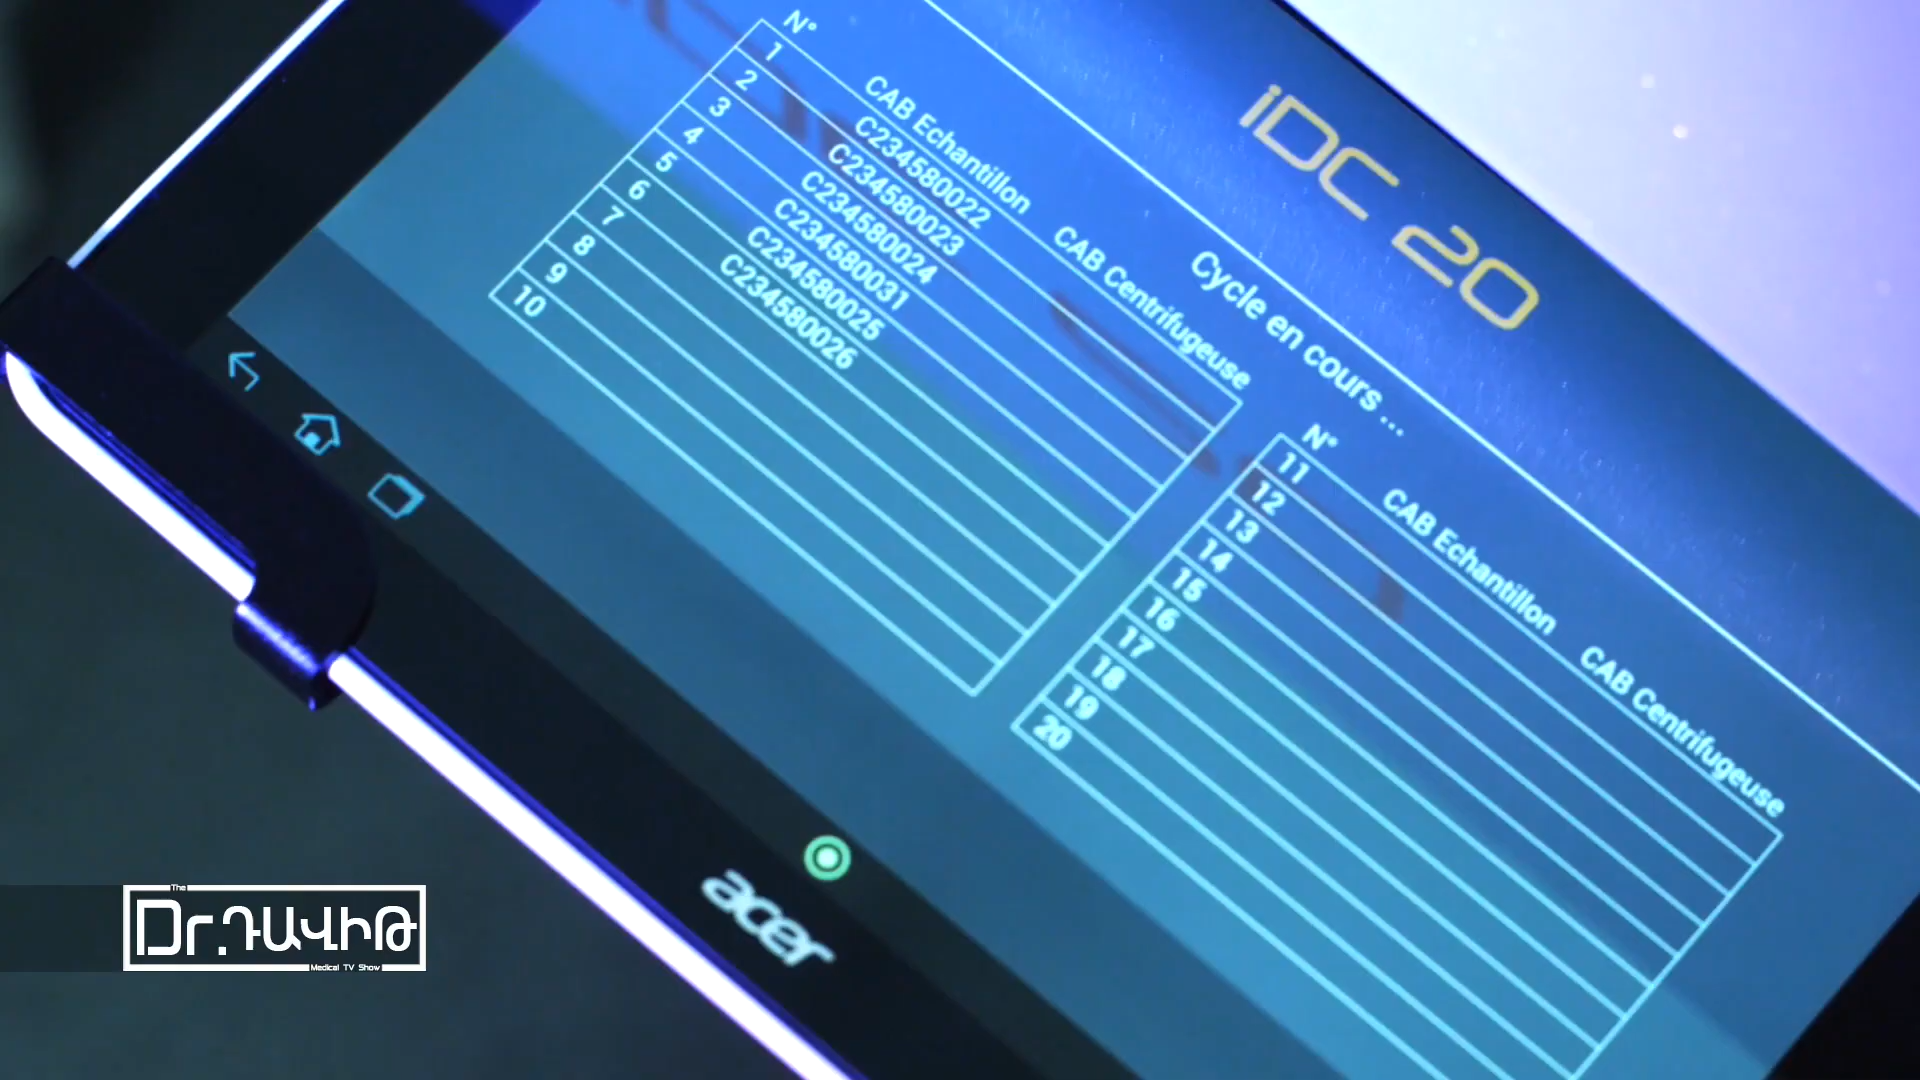 iDC 20
Cycle en cours ...
N° CAB Echantillon CAB Centrifugeuse
1 C234580022
2 C234580023
3 C234580024
4 C234580031
5 C234580025
6 C234580026
7
8
9
10
N° CAB Echantillon CAB Centrifugeuse
11
12
13
14
15
16
17
18
19
20
acer
The
Dr.ԴԱՎԻԹ
Medical TV Show